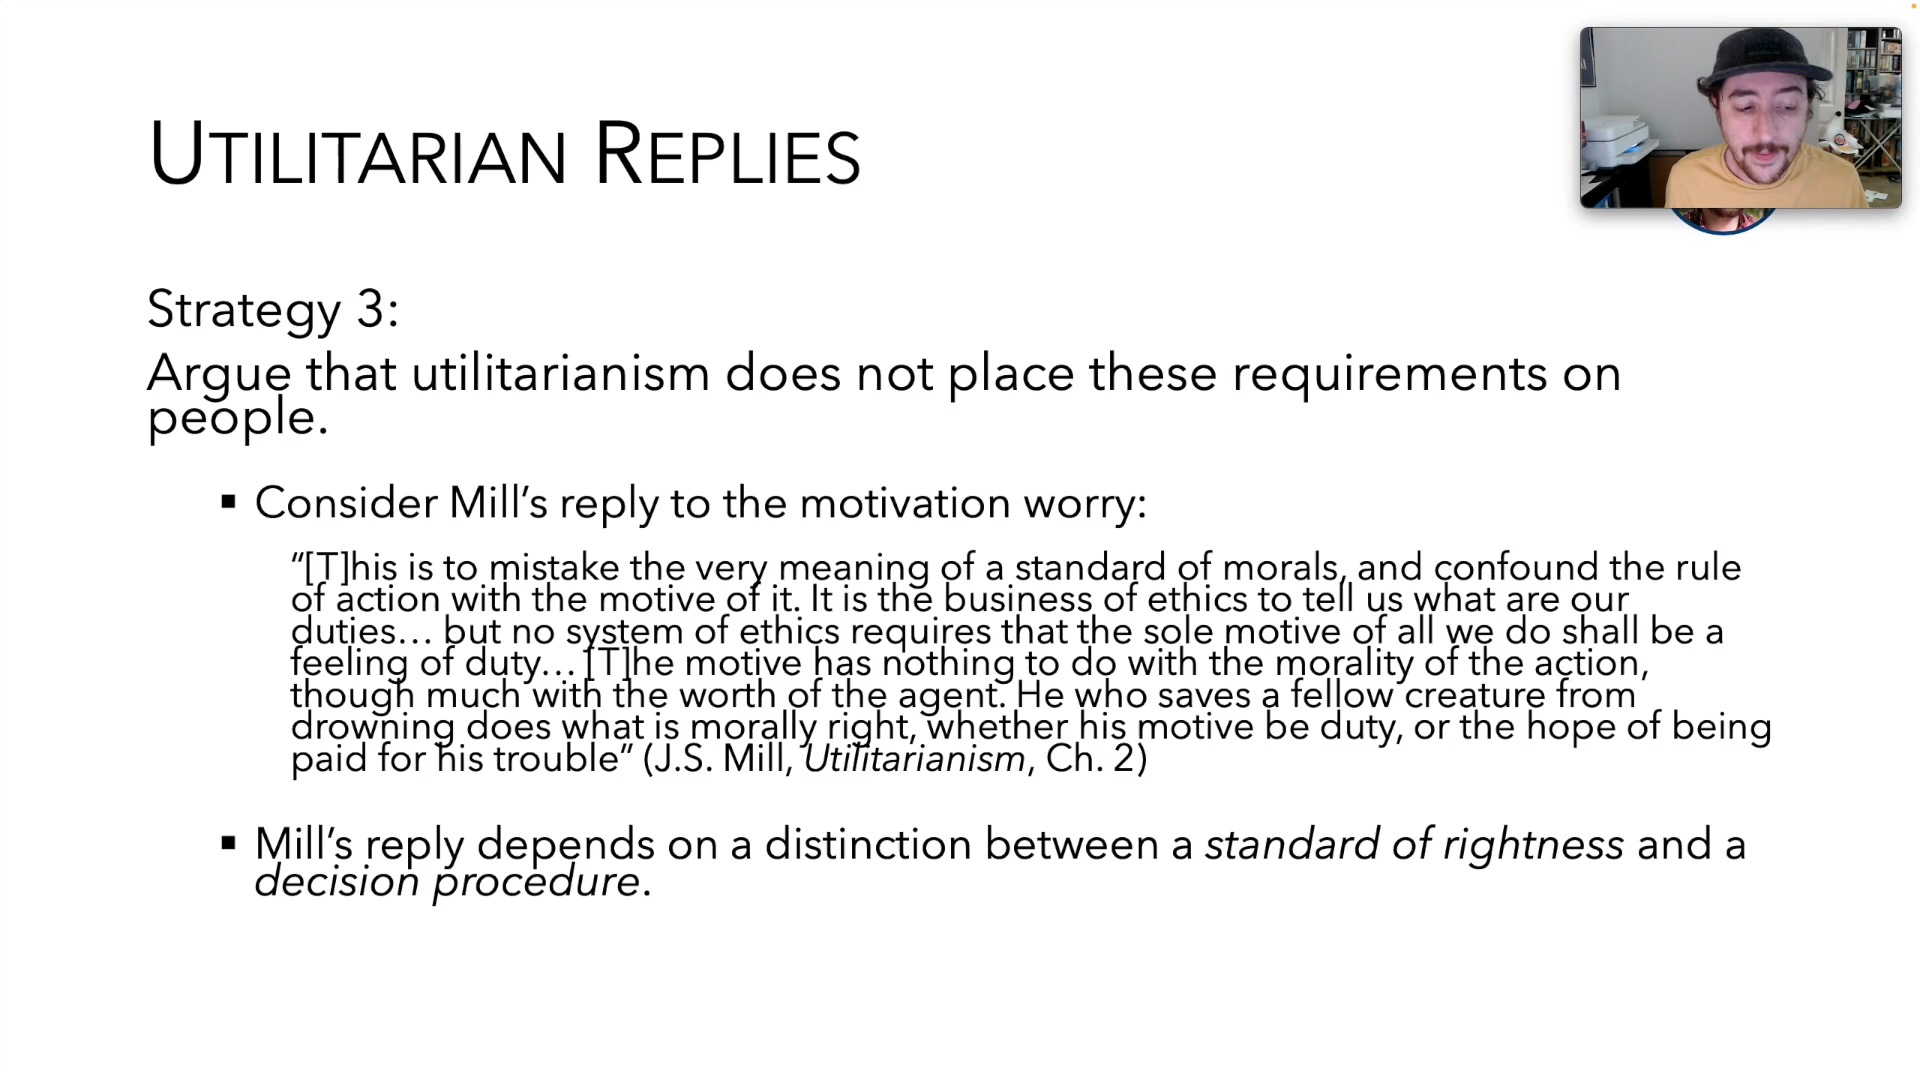 UTILITARIAN REPLIES
Strategy 3:
Argue that utilitarianism does not place these requirements on
people.
▪ Consider Mill’s reply to the motivation worry:
“[T]his is to mistake the very meaning of a standard of morals, and confound the rule
of action with the motive of it. It is the business of ethics to tell us what are our
duties… but no system of ethics requires that the sole motive of all we do shall be a
feeling of duty… [T]he motive has nothing to do with the morality of the action,
though much with the worth of the agent. He who saves a fellow creature from
drowning does what is morally right, whether his motive be duty, or the hope of being
paid for his trouble” (J.S. Mill, Utilitarianism, Ch. 2)
▪ Mill’s reply depends on a distinction between a standard of rightness and a
decision procedure.